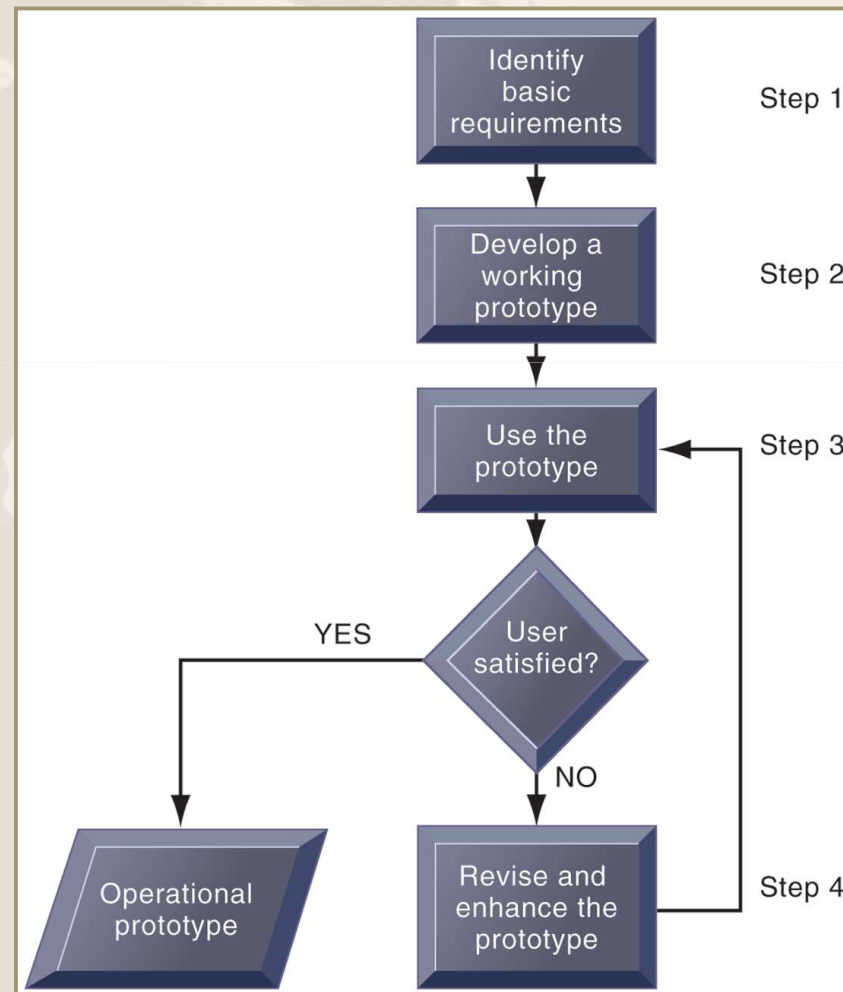 Identify
basic
requirements
Step 1
Develop a
working
prototype
Step 2
Use the
prototype
Step 3
User
satisfied?
YES
NO
Operational
prototype
Revise and
enhance the
prototype
Step 4